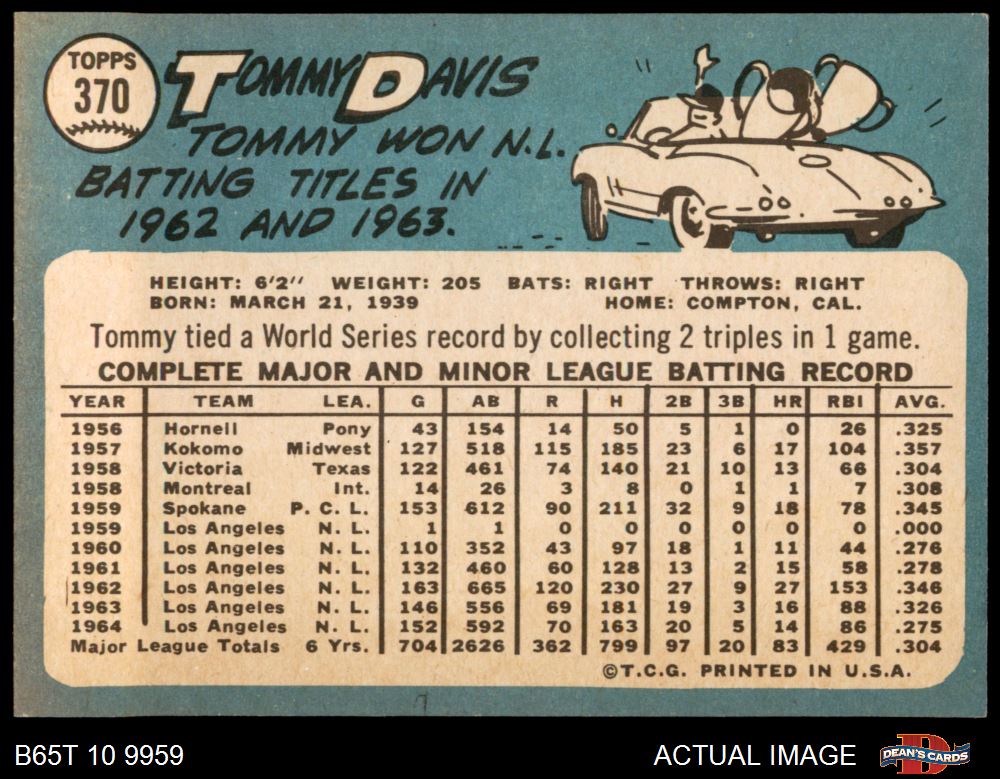 TOPPS
370
TOMMY DAVIS
TOMMY WON N.L.
BATTING TITLES IN
1962 AND 1963.
HEIGHT: 6'2" WEIGHT: 205 BATS: RIGHT THROWS: RIGHT
BORN: MARCH 21, 1939 HOME: COMPTON, CAL.
Tommy tied a World Series record by collecting 2 triples in 1 game.
COMPLETE MAJOR AND MINOR LEAGUE BATTING RECORD
YEAR TEAM LEA. G AB R H 2B 3B HR RBI AVG.
1956 Hornell Pony 43 154 14 50 5 1 0 26 .325
1957 Kokomo Midwest 127 518 115 185 23 6 17 104 .357
1958 Victoria Texas 122 461 74 140 21 10 13 66 .304
1958 Montreal Int. 14 26 3 8 0 1 1 7 .308
1959 Spokane P. C. L. 153 612 90 211 32 9 18 78 .345
1959 Los Angeles N. L. 1 1 0 0 0 0 0 0 .000
1960 Los Angeles N. L. 110 352 43 97 18 1 11 44 .276
1961 Los Angeles N. L. 132 460 60 128 13 2 15 58 .278
1962 Los Angeles N. L. 163 665 120 230 27 9 27 153 .346
1963 Los Angeles N. L. 146 556 69 181 19 3 16 88 .326
1964 Los Angeles N. L. 152 592 70 163 20 5 14 86 .275
Major League Totals 6 Yrs. 704 2626 362 799 97 20 83 429 .304
©T.C.G. PRINTED IN U.S.A.
B65T 10 9959 ACTUAL IMAGE DEAN'S CARDS